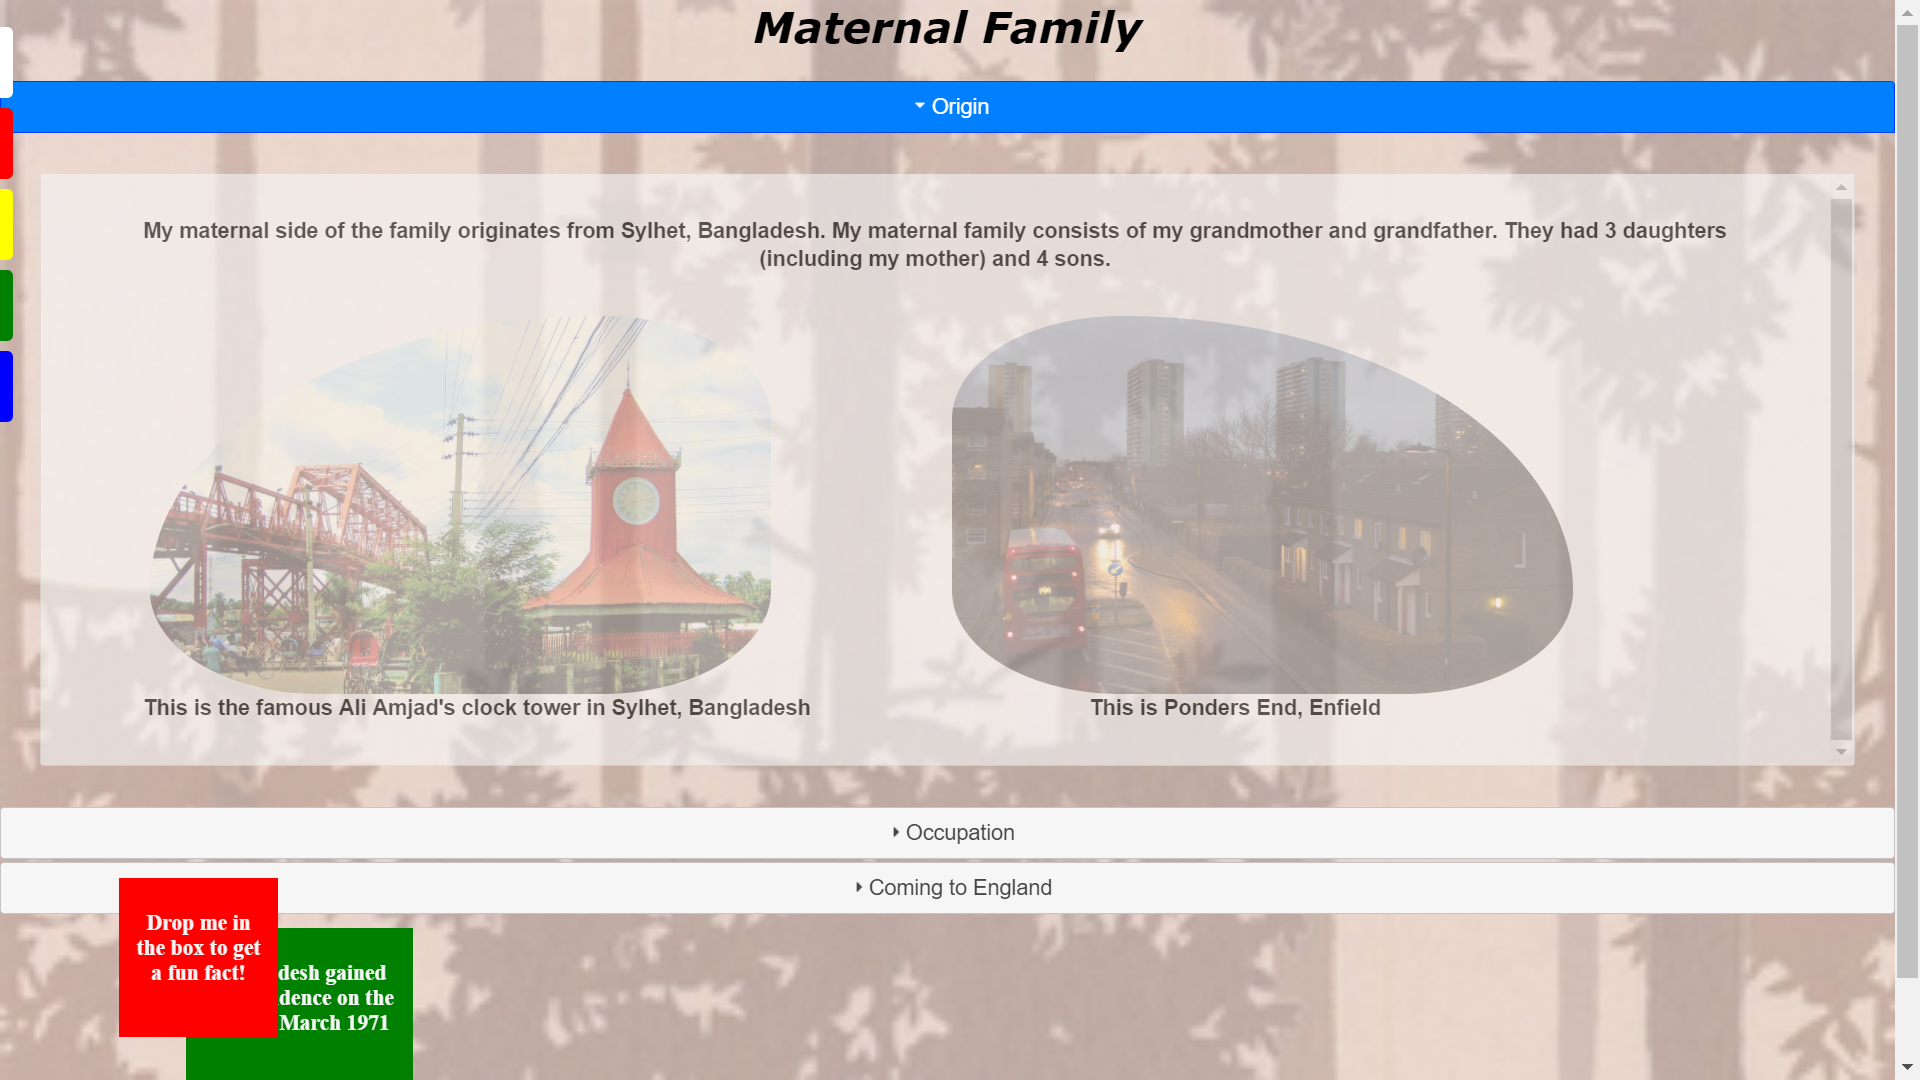 Maternal Family
Origin
My maternal side of the family originates from Sylhet, Bangladesh. My maternal family consists of my grandmother and grandfather. They had 3 daughters
(including my mother) and 4 sons.
This is the famous Ali Amjad's clock tower in Sylhet, Bangladesh
This is Ponders End, Enfield
Occupation
Coming to England
Drop me in
the box to get
a fun fact!
gained
on the
March 1971